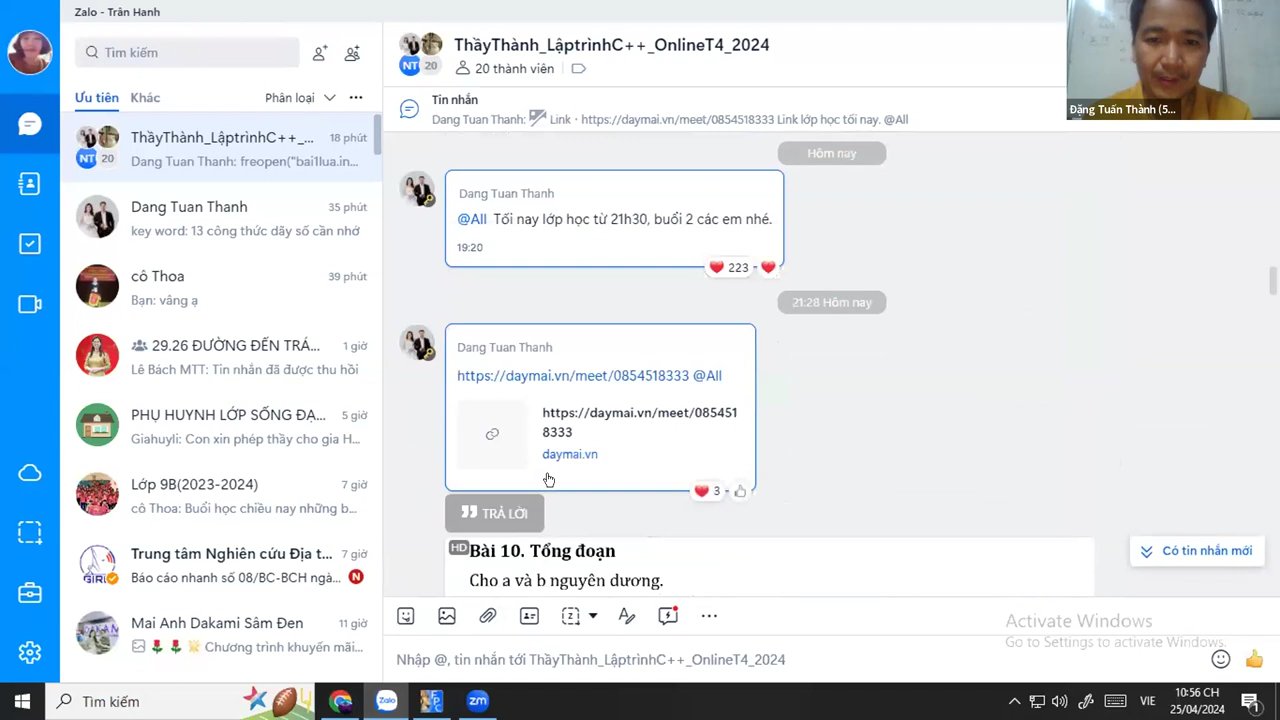 Zalo - Trân Hanh
Tìm kiếm
Ưu tiên
Khác
Phân loại
ThầyThành_LậptrìnhC++_...
18 phút
NT
20
Dang Tuan Thanh: freopen("bai1lua.in...
Dang Tuan Thanh
35 phút
key word: 13 công thức dãy số cần nhớ
cô Thoa
39 phút
Bạn: vâng ạ
29.26 ĐƯỜNG ĐẾN TRÁ...
1 giờ
Lê Bách MTT: Tin nhắn đã được thu hồi
PHỤ HUYNH LỚP SỐNG ĐẠ...
5 giờ
Giahuyli: Con xin phép thầy cho gia H...
Lớp 9B(2023-2024)
7 giờ
cô Thoa: Buổi học chiều nay những b...
Trung tâm Nghiên cứu Địa t...
7 giờ
Báo cáo nhanh số 08/BC-BCH ngà...
N
Mai Anh Dakami Sâm Đen
11 giờ
Chương trình khuyến mãi...
ThầyThành_LậptrìnhC++_OnlineT4_2024
NT
20
20 thành viên
Tin nhắn
Dang Tuan Thanh: Link · https://daymai.vn/meet/0854518333 Link lớp học tối nay. @All
Đặng Tuấn Thành (5...
Hôm nay
Dang Tuan Thanh
@All Tối nay lớp học từ 21h30, buổi 2 các em nhé.
19:20
223
21:28 Hôm nay
Dang Tuan Thanh
https://daymai.vn/meet/0854518333 @All
https://daymai.vn/meet/085451
8333
daymai.vn
3
TRẢ LỜI
HD
Bài 10. Tổng đoạn
Cho a và b nguyên dương.
Có tin nhắn mới
Activate Windows
Go to Settings to activate Windows.
Nhập @, tin nhắn tới ThầyThành_LậptrìnhC++_OnlineT4_2024
Tìm kiếm
Zalo
zm
VIE
10:56 CH
25/04/2024
1